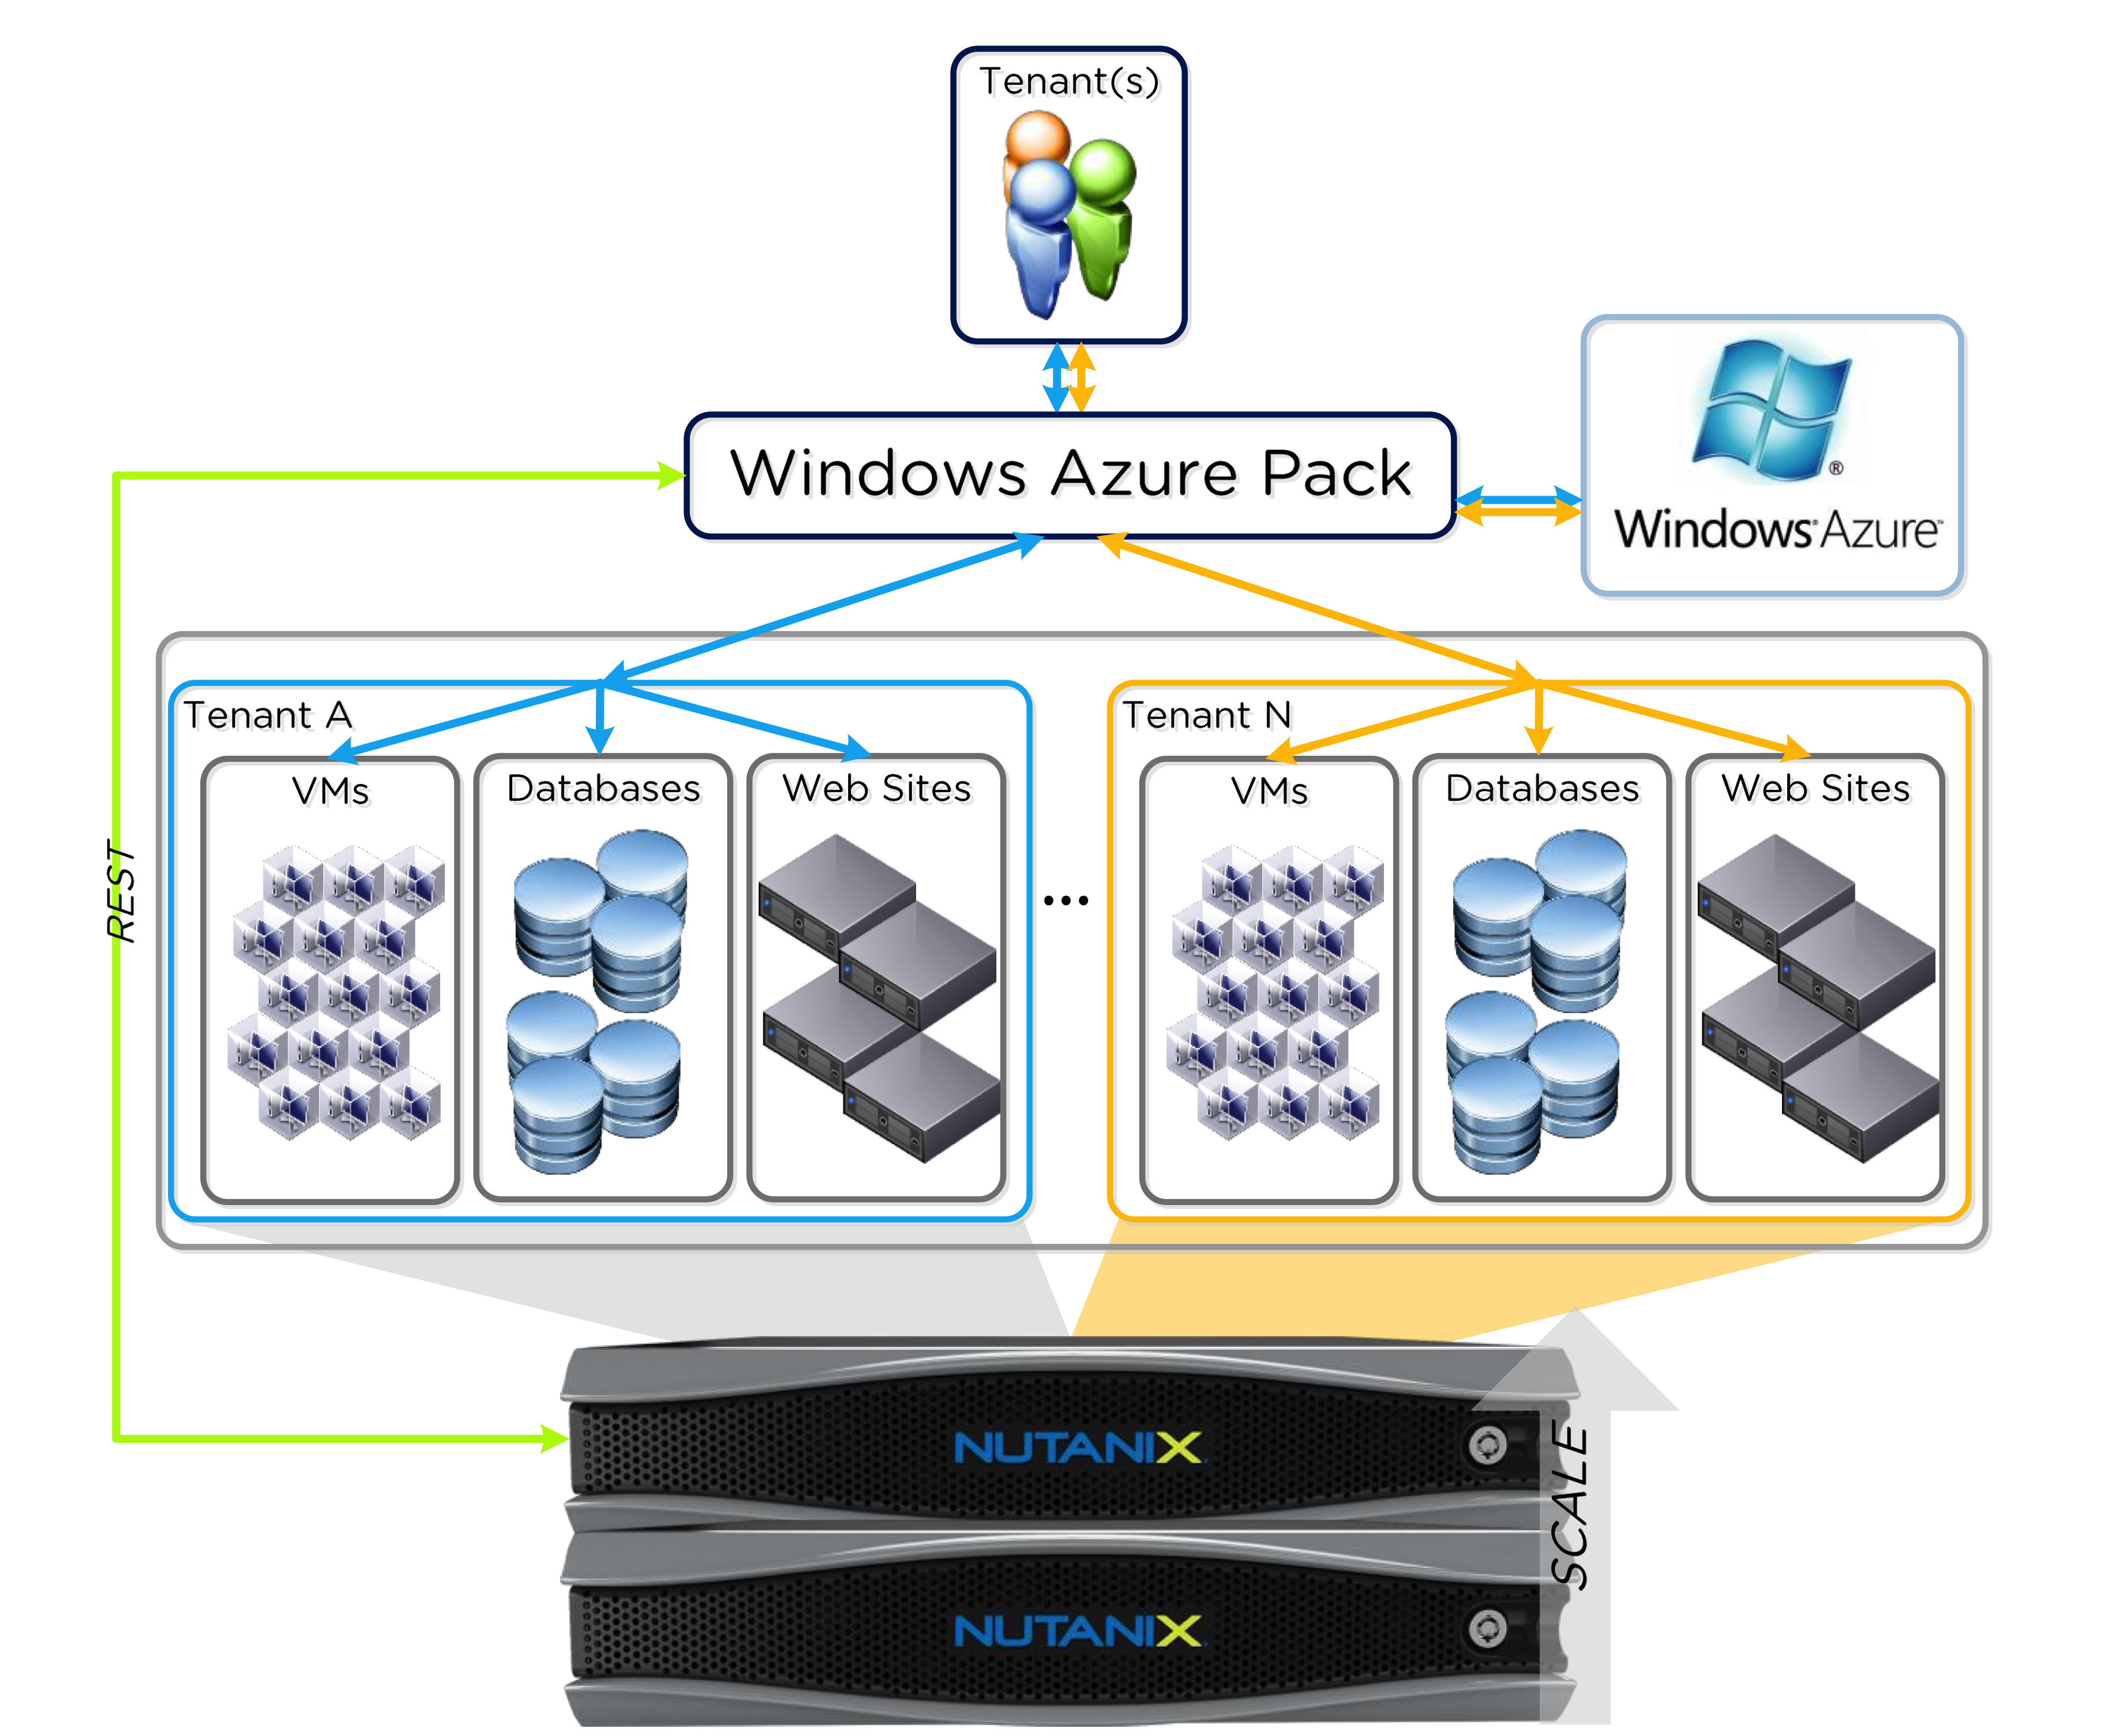 Tenant(s)
Windows Azure Pack
®
Windows® Azure™
Tenant A
Tenant N
VMs
Databases
Web Sites
VMs
Databases
Web Sites
REST
...
NUTANIX
SCALE
NUTANIX